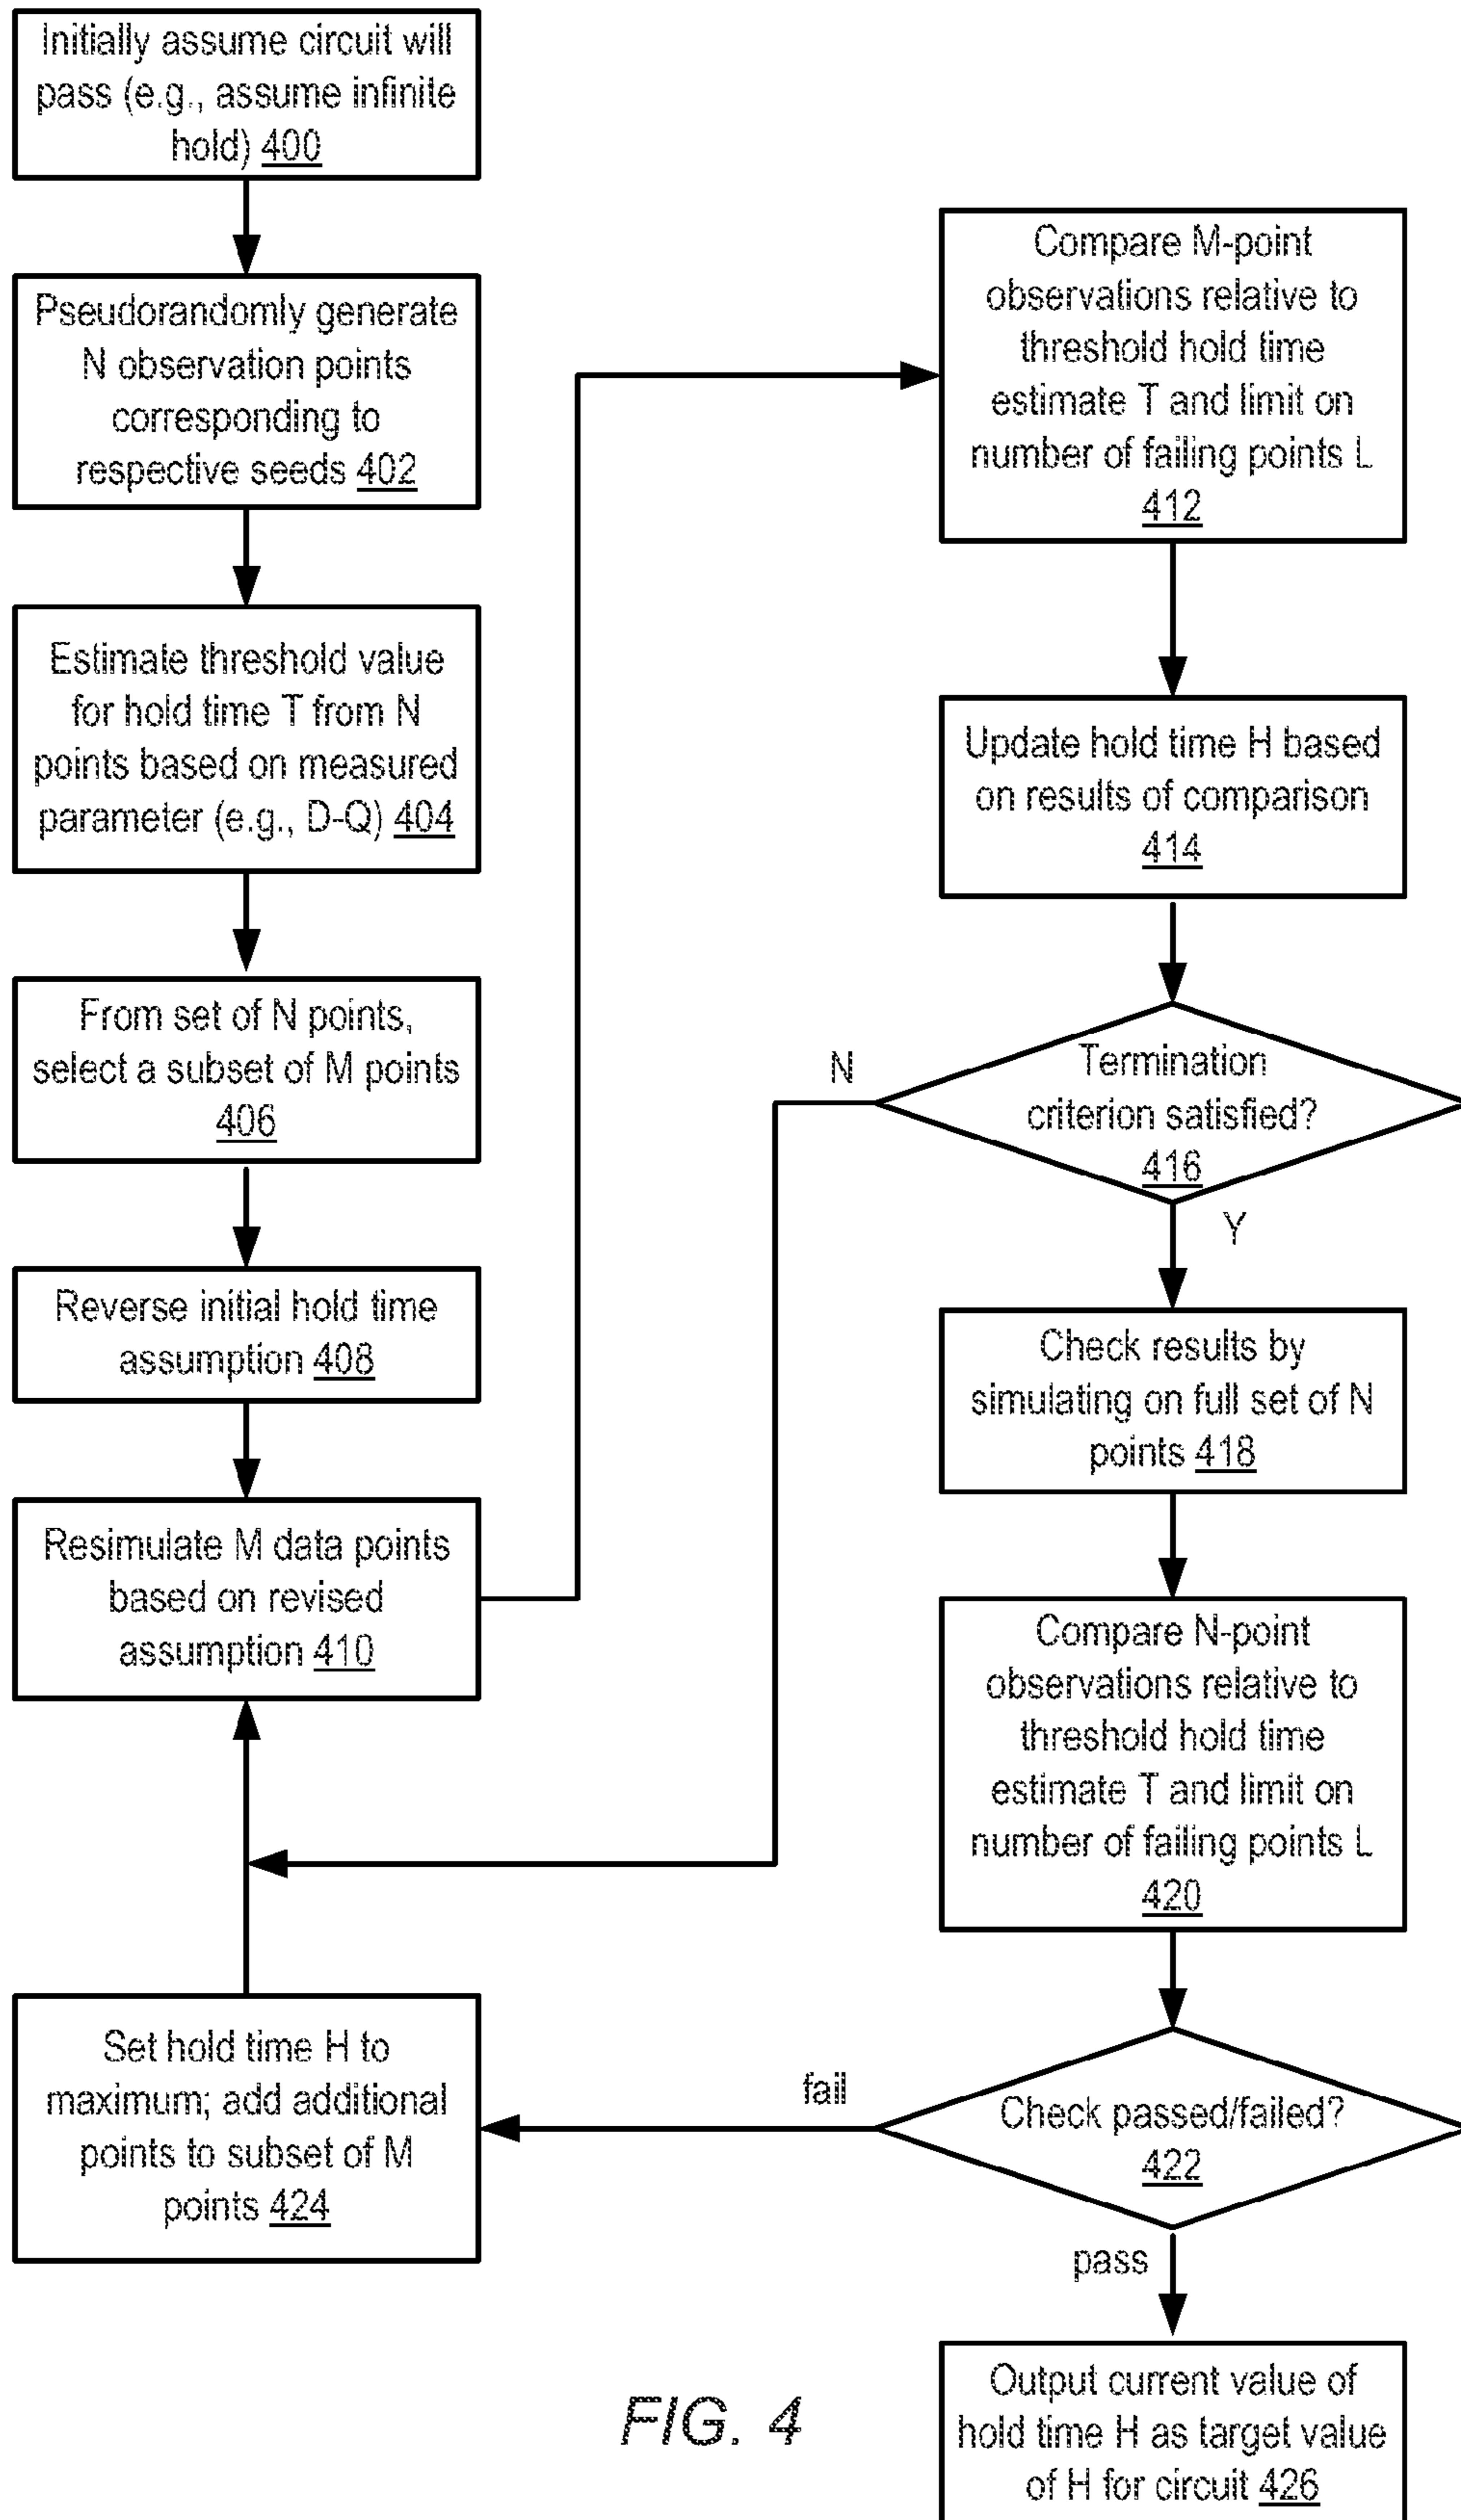 Initially assume circuit will
pass (e.g., assume infinite
hold) 400
Pseudorandomly generate
N observation points
corresponding to
respective seeds 402
Estimate threshold value
for hold time T from N
points based on measured
parameter (e.g., D-Q) 404
From set of N points,
select a subset of M points
406
Reverse initial hold time
assumption 408
Resimulate M data points
based on revised
assumption 410
Compare M-point
observations relative to
threshold hold time
estimate T and limit on
number of failing points L
412
Update hold time H based
on results of comparison
414
Termination
criterion satisfied?
416
N
Y
Check results by
simulating on full set of N
points 418
Compare N-point
observations relative to
threshold hold time
estimate T and limit on
number of failing points L
420
Check passed/failed?
422
fail
pass
Set hold time H to
maximum; add additional
points to subset of M
points 424
Output current value of
hold time H as target value
of H for circuit 426
FIG. 4